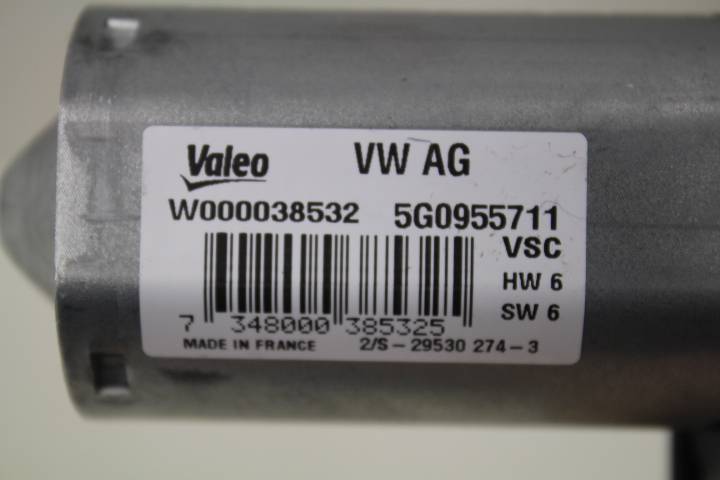 Valeo VW AG
W000038532 5G0955711
VSC
HW 6
SW 6
7 348000 385325
MADE IN FRANCE 2/S-29530 274-3